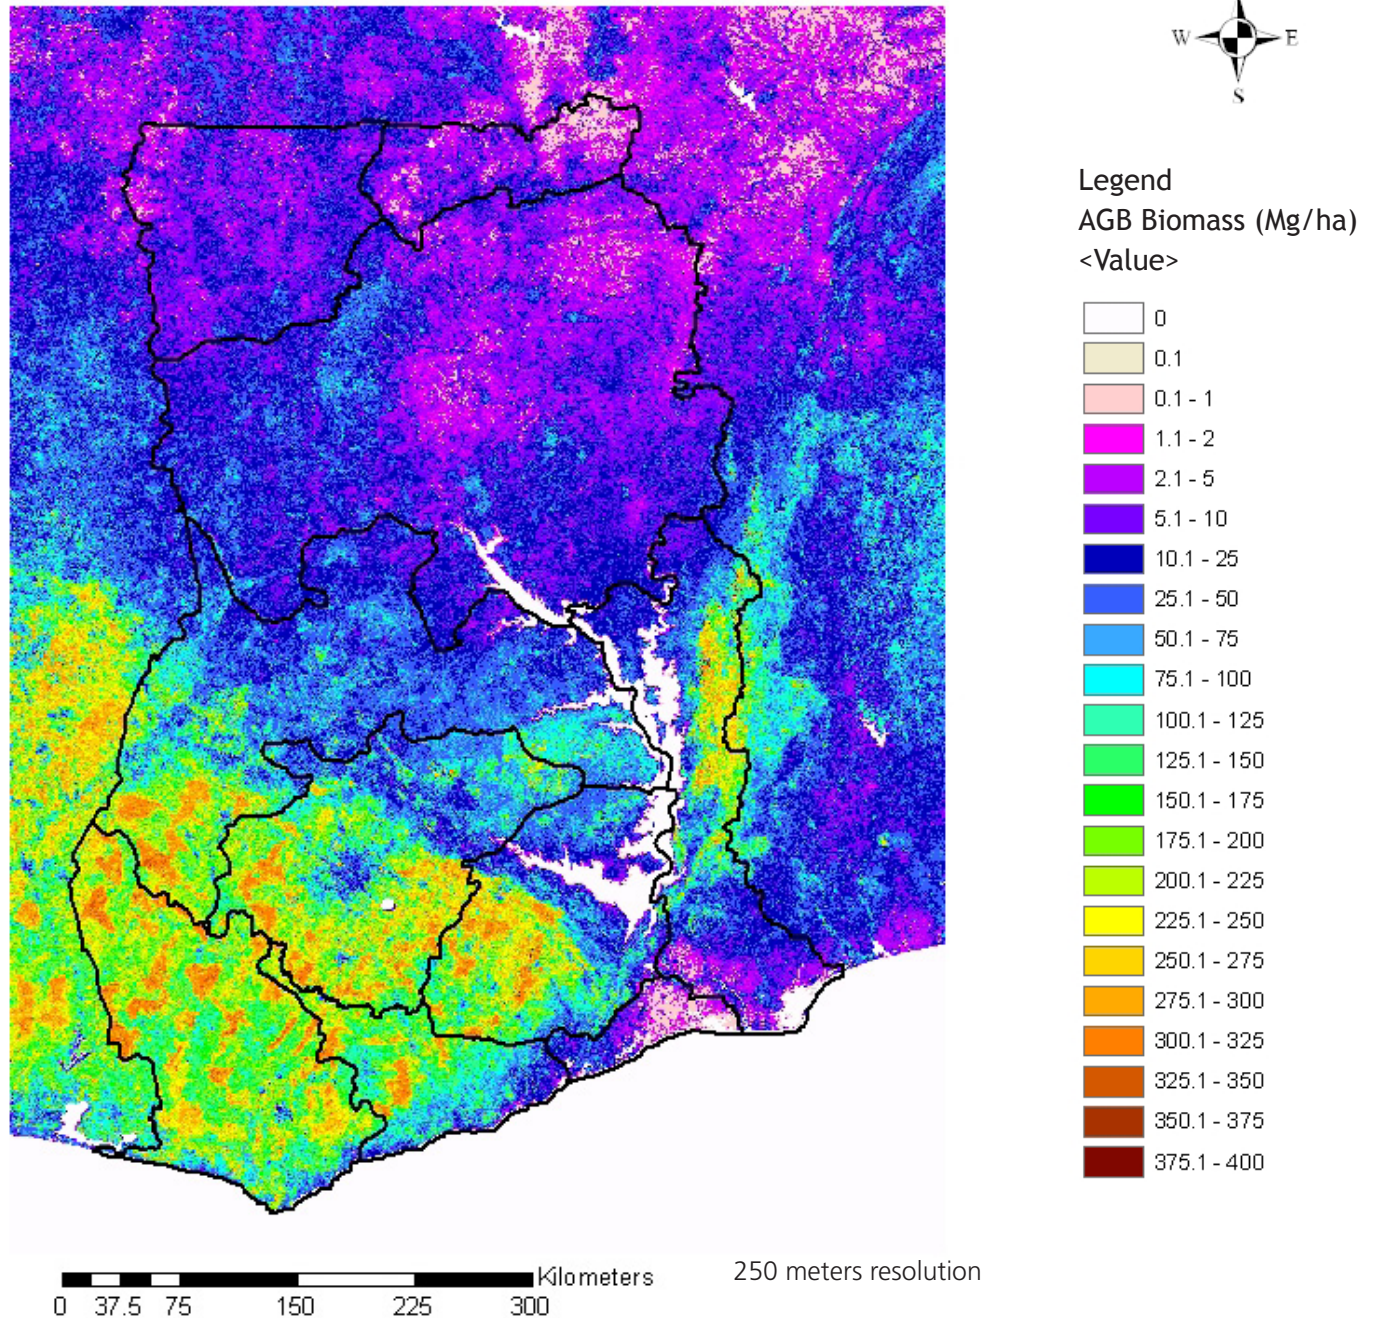 W E
S
Legend
AGB Biomass (Mg/ha)
<Value>
0
0.1
0.1 - 1
1.1 - 2
2.1 - 5
5.1 - 10
10.1 - 25
25.1 - 50
50.1 - 75
75.1 - 100
100.1 - 125
125.1 - 150
150.1 - 175
175.1 - 200
200.1 - 225
225.1 - 250
250.1 - 275
275.1 - 300
300.1 - 325
325.1 - 350
350.1 - 375
375.1 - 400
Kilometers
0 37.5 75 150 225 300
250 meters resolution